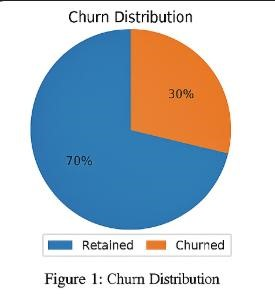 Churn Distribution
30%
70%
Retained Churned
Figure 1: Churn Distribution